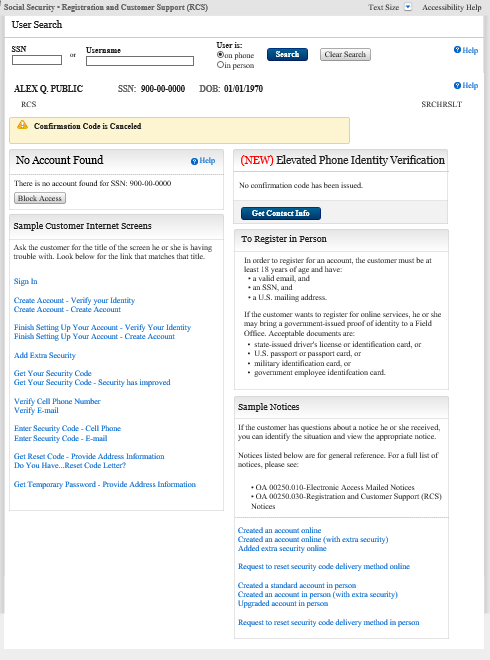 Social Security • Registration and Customer Support (RCS)
Text Size
Accessibility Help
User Search
SSN
or
Username
User is:
on phone
in person
Search
Clear Search
Help
ALEX Q. PUBLIC SSN: 900-00-0000 DOB: 01/01/1970
Help
RCS
SRCHRSLT
Confirmation Code is Canceled
No Account Found
Help
There is no account found for SSN: 900-00-0000
Block Access
Sample Customer Internet Screens
Ask the customer for the title of the screen he or she is having
trouble with. Look below for the link that matches that title.
Sign In
Create Account - Verify your Identity
Create Account - Create Account
Finish Setting Up Your Account - Verify Your Identity
Finish Setting Up Your Account - Create Account
Add Extra Security
Get Your Security Code
Get Your Security Code - Security has improved
Verify Cell Phone Number
Verify E-mail
Enter Security Code - Cell Phone
Enter Security Code - E-mail
Get Reset Code - Provide Address Information
Do You Have...Reset Code Letter?
Get Temporary Password - Provide Address Information
(NEW) Elevated Phone Identity Verification
No confirmation code has been issued.
Get Contact Info
To Register in Person
In order to register for an account, the customer must be at
least 18 years of age and have:
• a valid email, and
• an SSN, and
• a U.S. mailing address.
If the customer wants to register for online services, he or she
may bring a government-issued proof of identity to a Field
Office. Acceptable documents are:
• state-issued driver's license or identification card, or
• U.S. passport or passport card, or
• military identification card, or
• government employee identification card.
Sample Notices
If the customer has questions about a notice he or she received,
you can identify the situation and view the appropriate notice.
Notices listed below are for general reference. For a full list of
notices, please see:
• OA 00250.010-Electronic Access Mailed Notices
• OA 00250.030-Registration and Customer Support (RCS)
Notices
Created an account online
Created an account online (with extra security)
Added extra security online
Request to reset security code delivery method online
Created a standard account in person
Created an account in person (with extra security)
Upgraded account in person
Request to reset security code delivery method in person